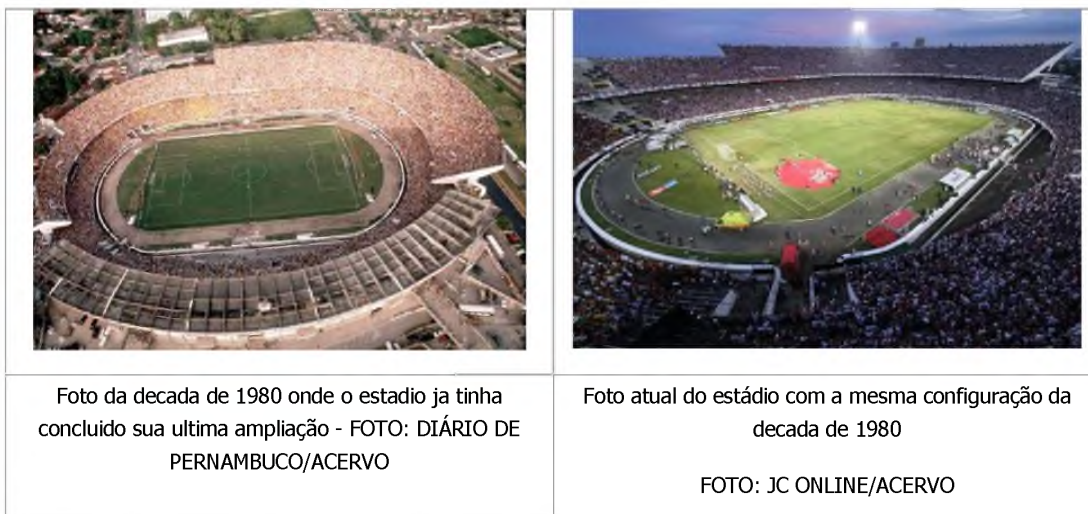 Foto da decada de 1980 onde o estadio ja tinha
concluido sua ultima ampliação - FOTO: DIÁRIO DE
PERNAMBUCO/ACERVO
Foto atual do estádio com a mesma configuração da
decada de 1980
FOTO: JC ONLINE/ACERVO